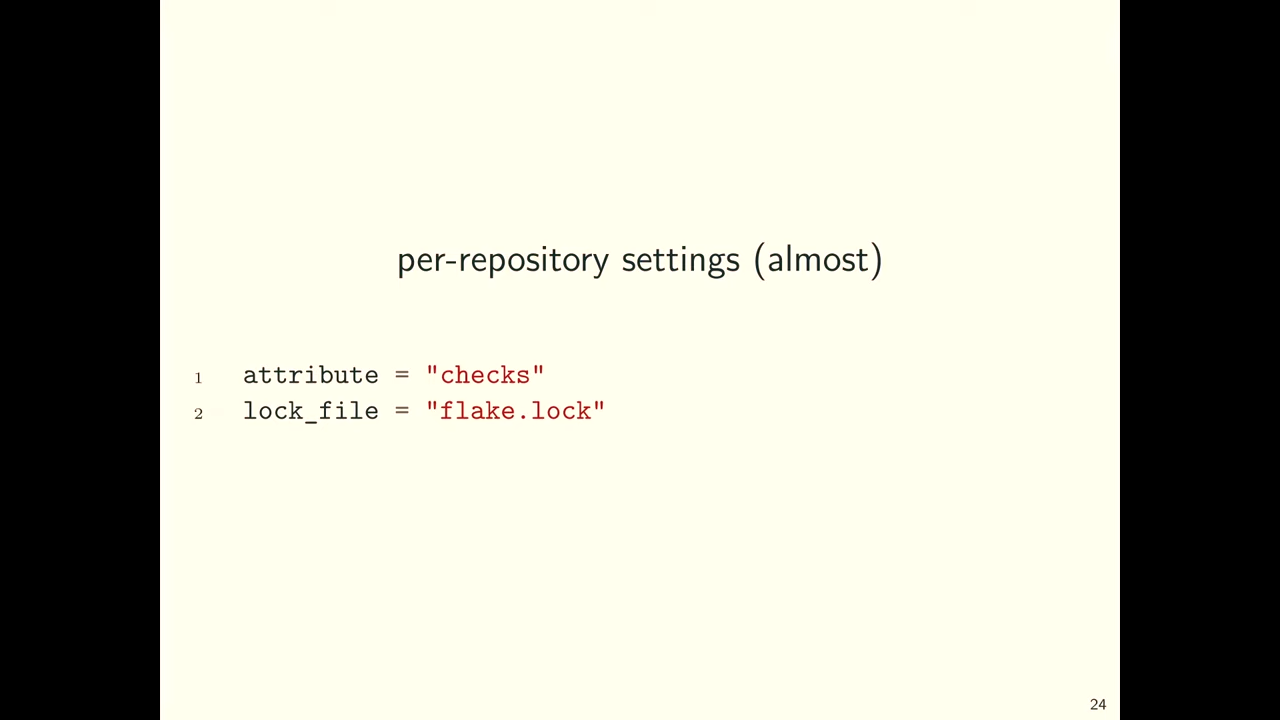 per-repository settings (almost)
1 attribute = "checks"
2 lock_file = "flake.lock"
24